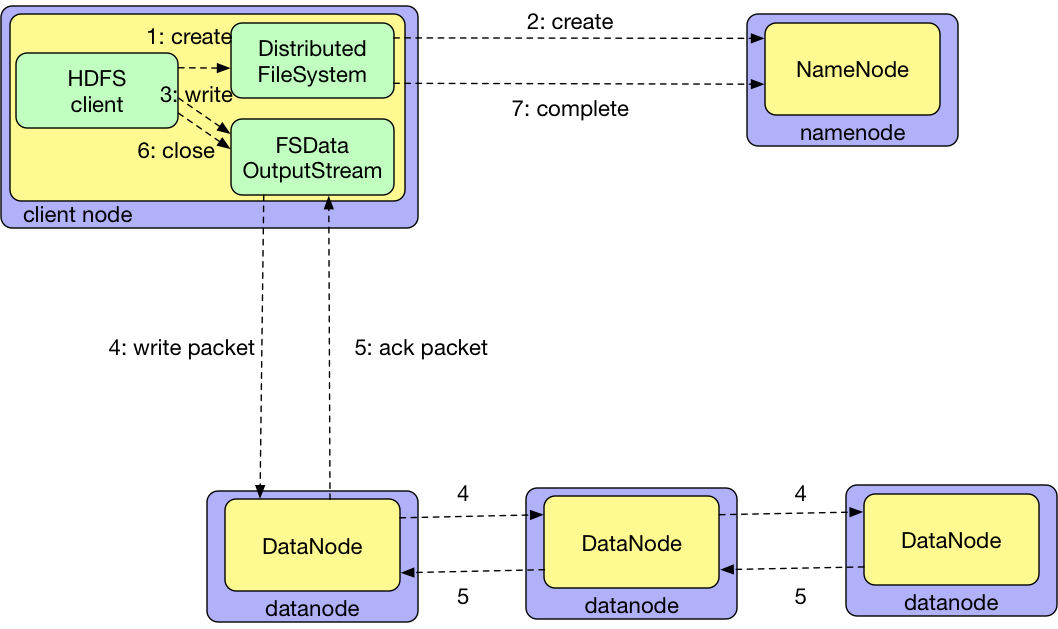 1: create
Distributed
FileSystem
2: create
HDFS
client
NameNode
3: write
7: complete
namenode
6: close
FSData
OutputStream
client node
4: write packet
5: ack packet
4
4
DataNode
DataNode
DataNode
5
5
datanode
datanode
datanode